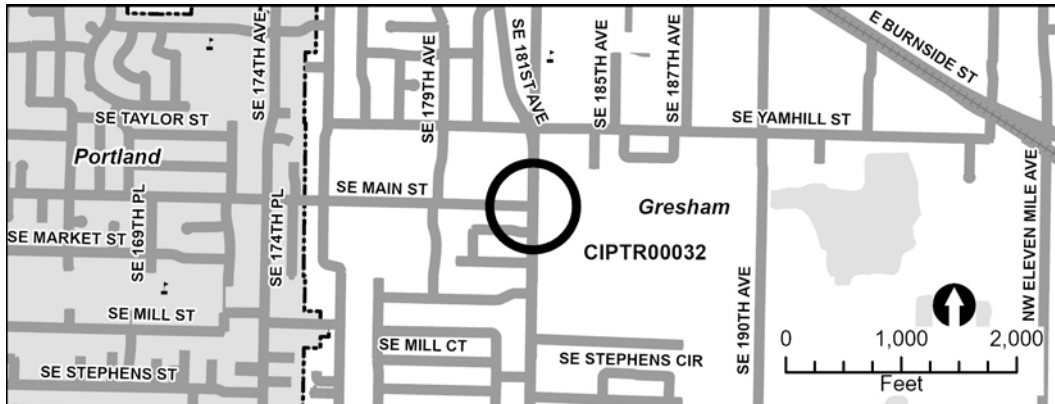 E BURNSIDE ST
SE 174TH AVE
SE 179TH AVE
SE 181ST AVE
SE 185TH AVE
SE 187TH AVE
SE TAYLOR ST
SE YAMHILL ST
Portland
SE MAIN ST
Gresham
SE 169TH PL
SE 174TH PL
SE MARKET ST
CIPTR00032
SE 190TH AVE
NW ELEVEN MILE AVE
SE MILL ST
SE MILL CT
SE STEPHENS CIR
SE STEPHENS ST
0 1,000 2,000
Feet